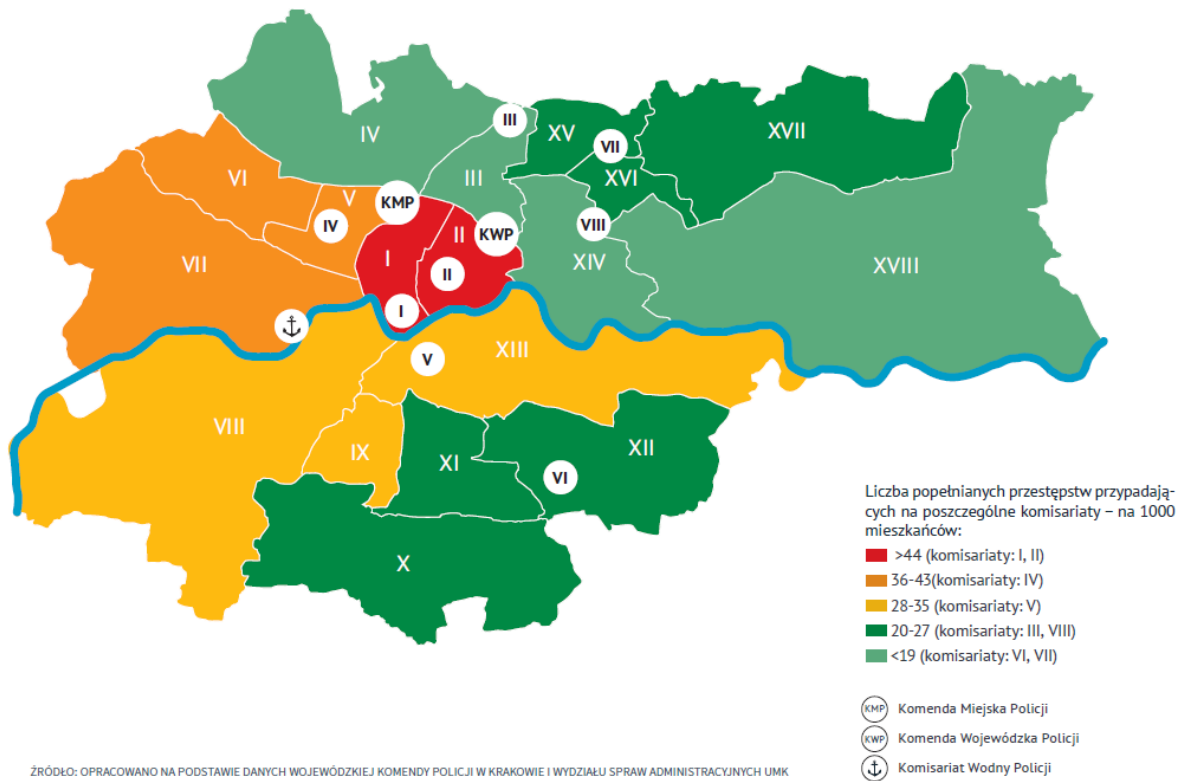 III
IV
XV
XVII
VII
VI
III
XVI
V
KMP
IV
VIII
II
KWP
I
VII
XIV
XVIII
II
I
XIII
V
VIII
IX
XI
XII
VI
X
Liczba popełnianych przestępstw przypadają-
cych na poszczególne komisariaty – na 1000
mieszkańców:
>44 (komisariaty: I, II)
36-43(komisariaty: IV)
28-35 (komisariaty: V)
20-27 (komisariaty: III, VIII)
<19 (komisariaty: VI, VII)
KMP Komenda Miejska Policji
KWP Komenda Wojewódzka Policji
Komisariat Wodny Policji
ŹRÓDŁO: OPRACOWANO NA PODSTAWIE DANYCH WOJEWÓDZKIEJ KOMENDY POLICJI W KRAKOWIE I WYDZIAŁU SPRAW ADMINISTRACYJNYCH UMK